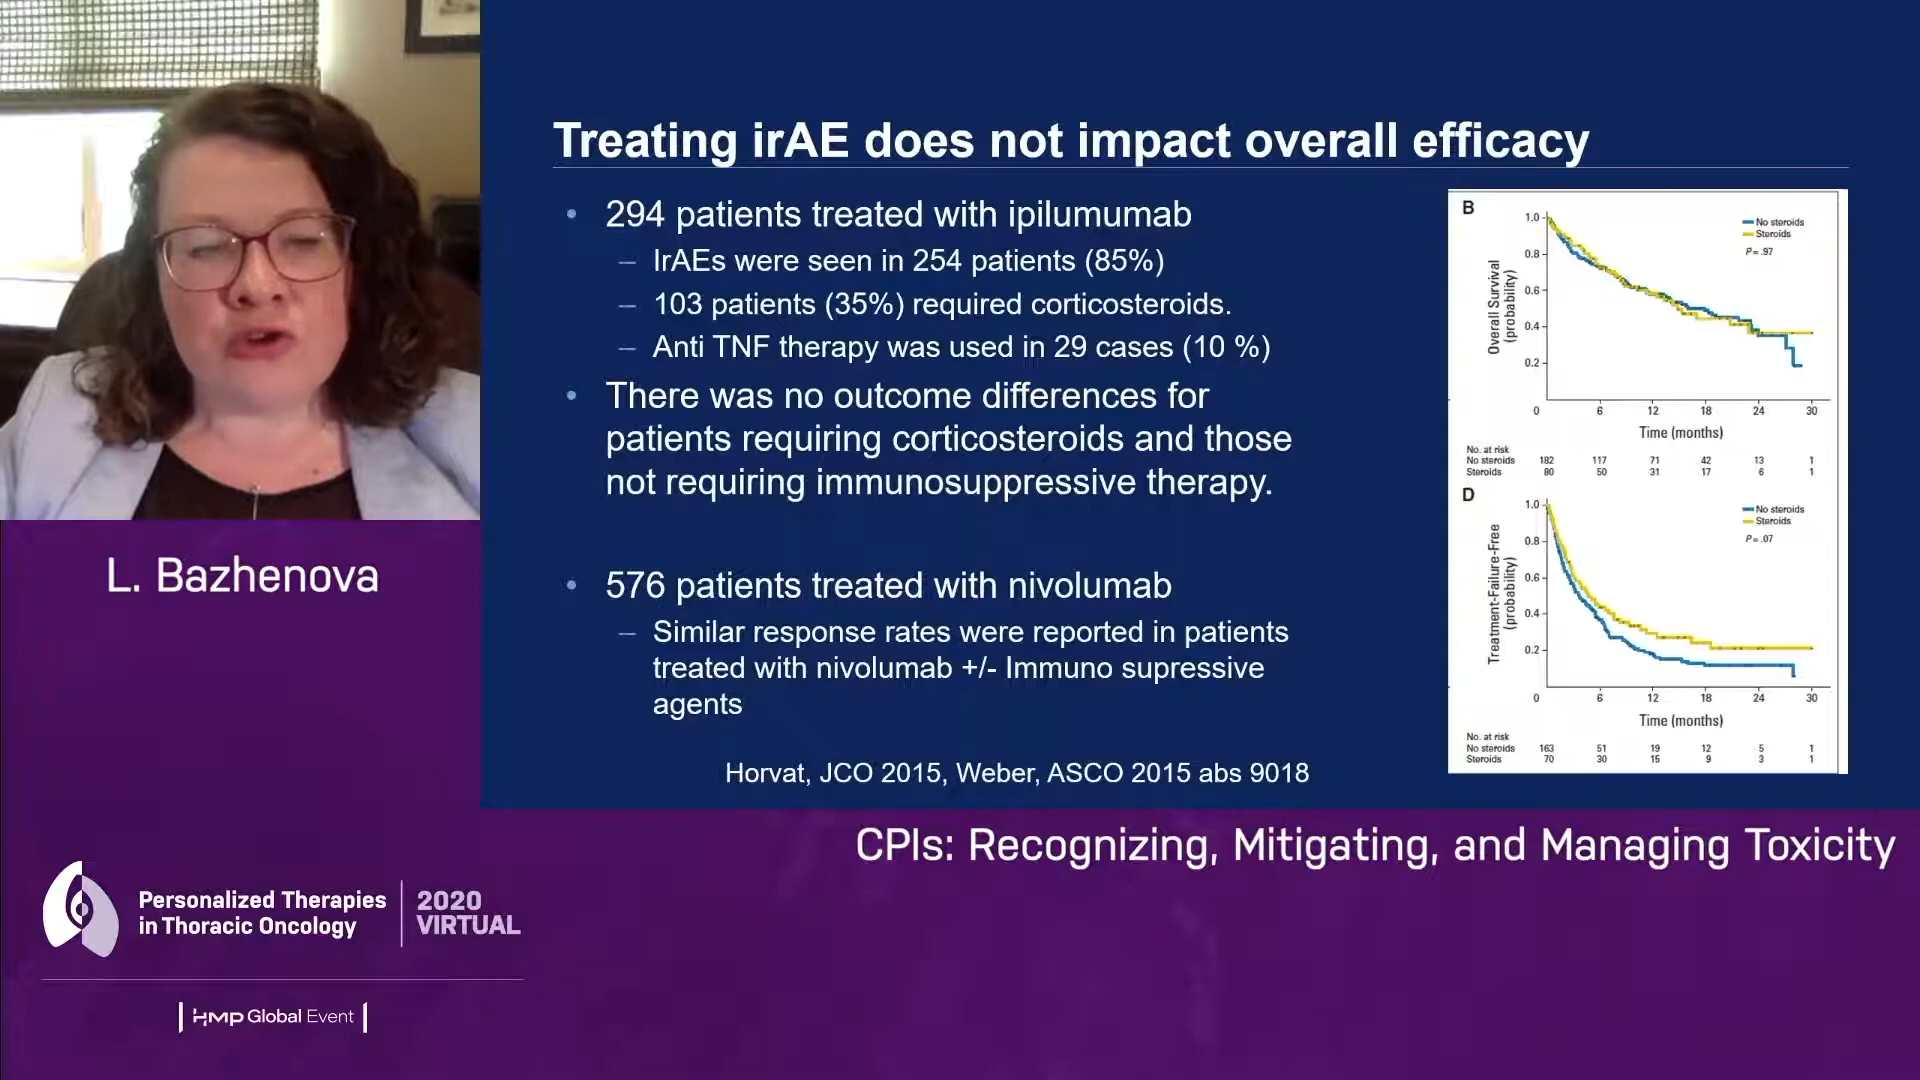 Treating irAE does not impact overall efficacy
• 294 patients treated with ipilumumab
– IrAEs were seen in 254 patients (85%)
– 103 patients (35%) required corticosteroids.
– Anti TNF therapy was used in 29 cases (10 %)
• There was no outcome differences for
patients requiring corticosteroids and those
not requiring immunosuppressive therapy.
• 576 patients treated with nivolumab
– Similar response rates were reported in patients
treated with nivolumab +/- Immuno supressive
agents
Horvat, JCO 2015, Weber, ASCO 2015 abs 9018
B
Overall Survival
(probability)
1.0
0.8
0.6
0.4
0.2
No steroids
Steroids
P = .97
0 6 12 18 24 30
Time (months)
No. at risk
No steroids 182 117 71 42 13 1
Steroids 80 50 31 17 6 1
D
Treatment-Failure-Free
(probability)
1.0
0.8
0.6
0.4
0.2
No steroids
Steroids
P = .07
0 6 12 18 24 30
Time (months)
No. at risk
No steroids 163 51 19 12 5 1
Steroids 70 30 15 9 3 1
L. Bazhenova
CPIs: Recognizing, Mitigating, and Managing Toxicity
Personalized Therapies
in Thoracic Oncology
2020
VIRTUAL
HMP Global Event